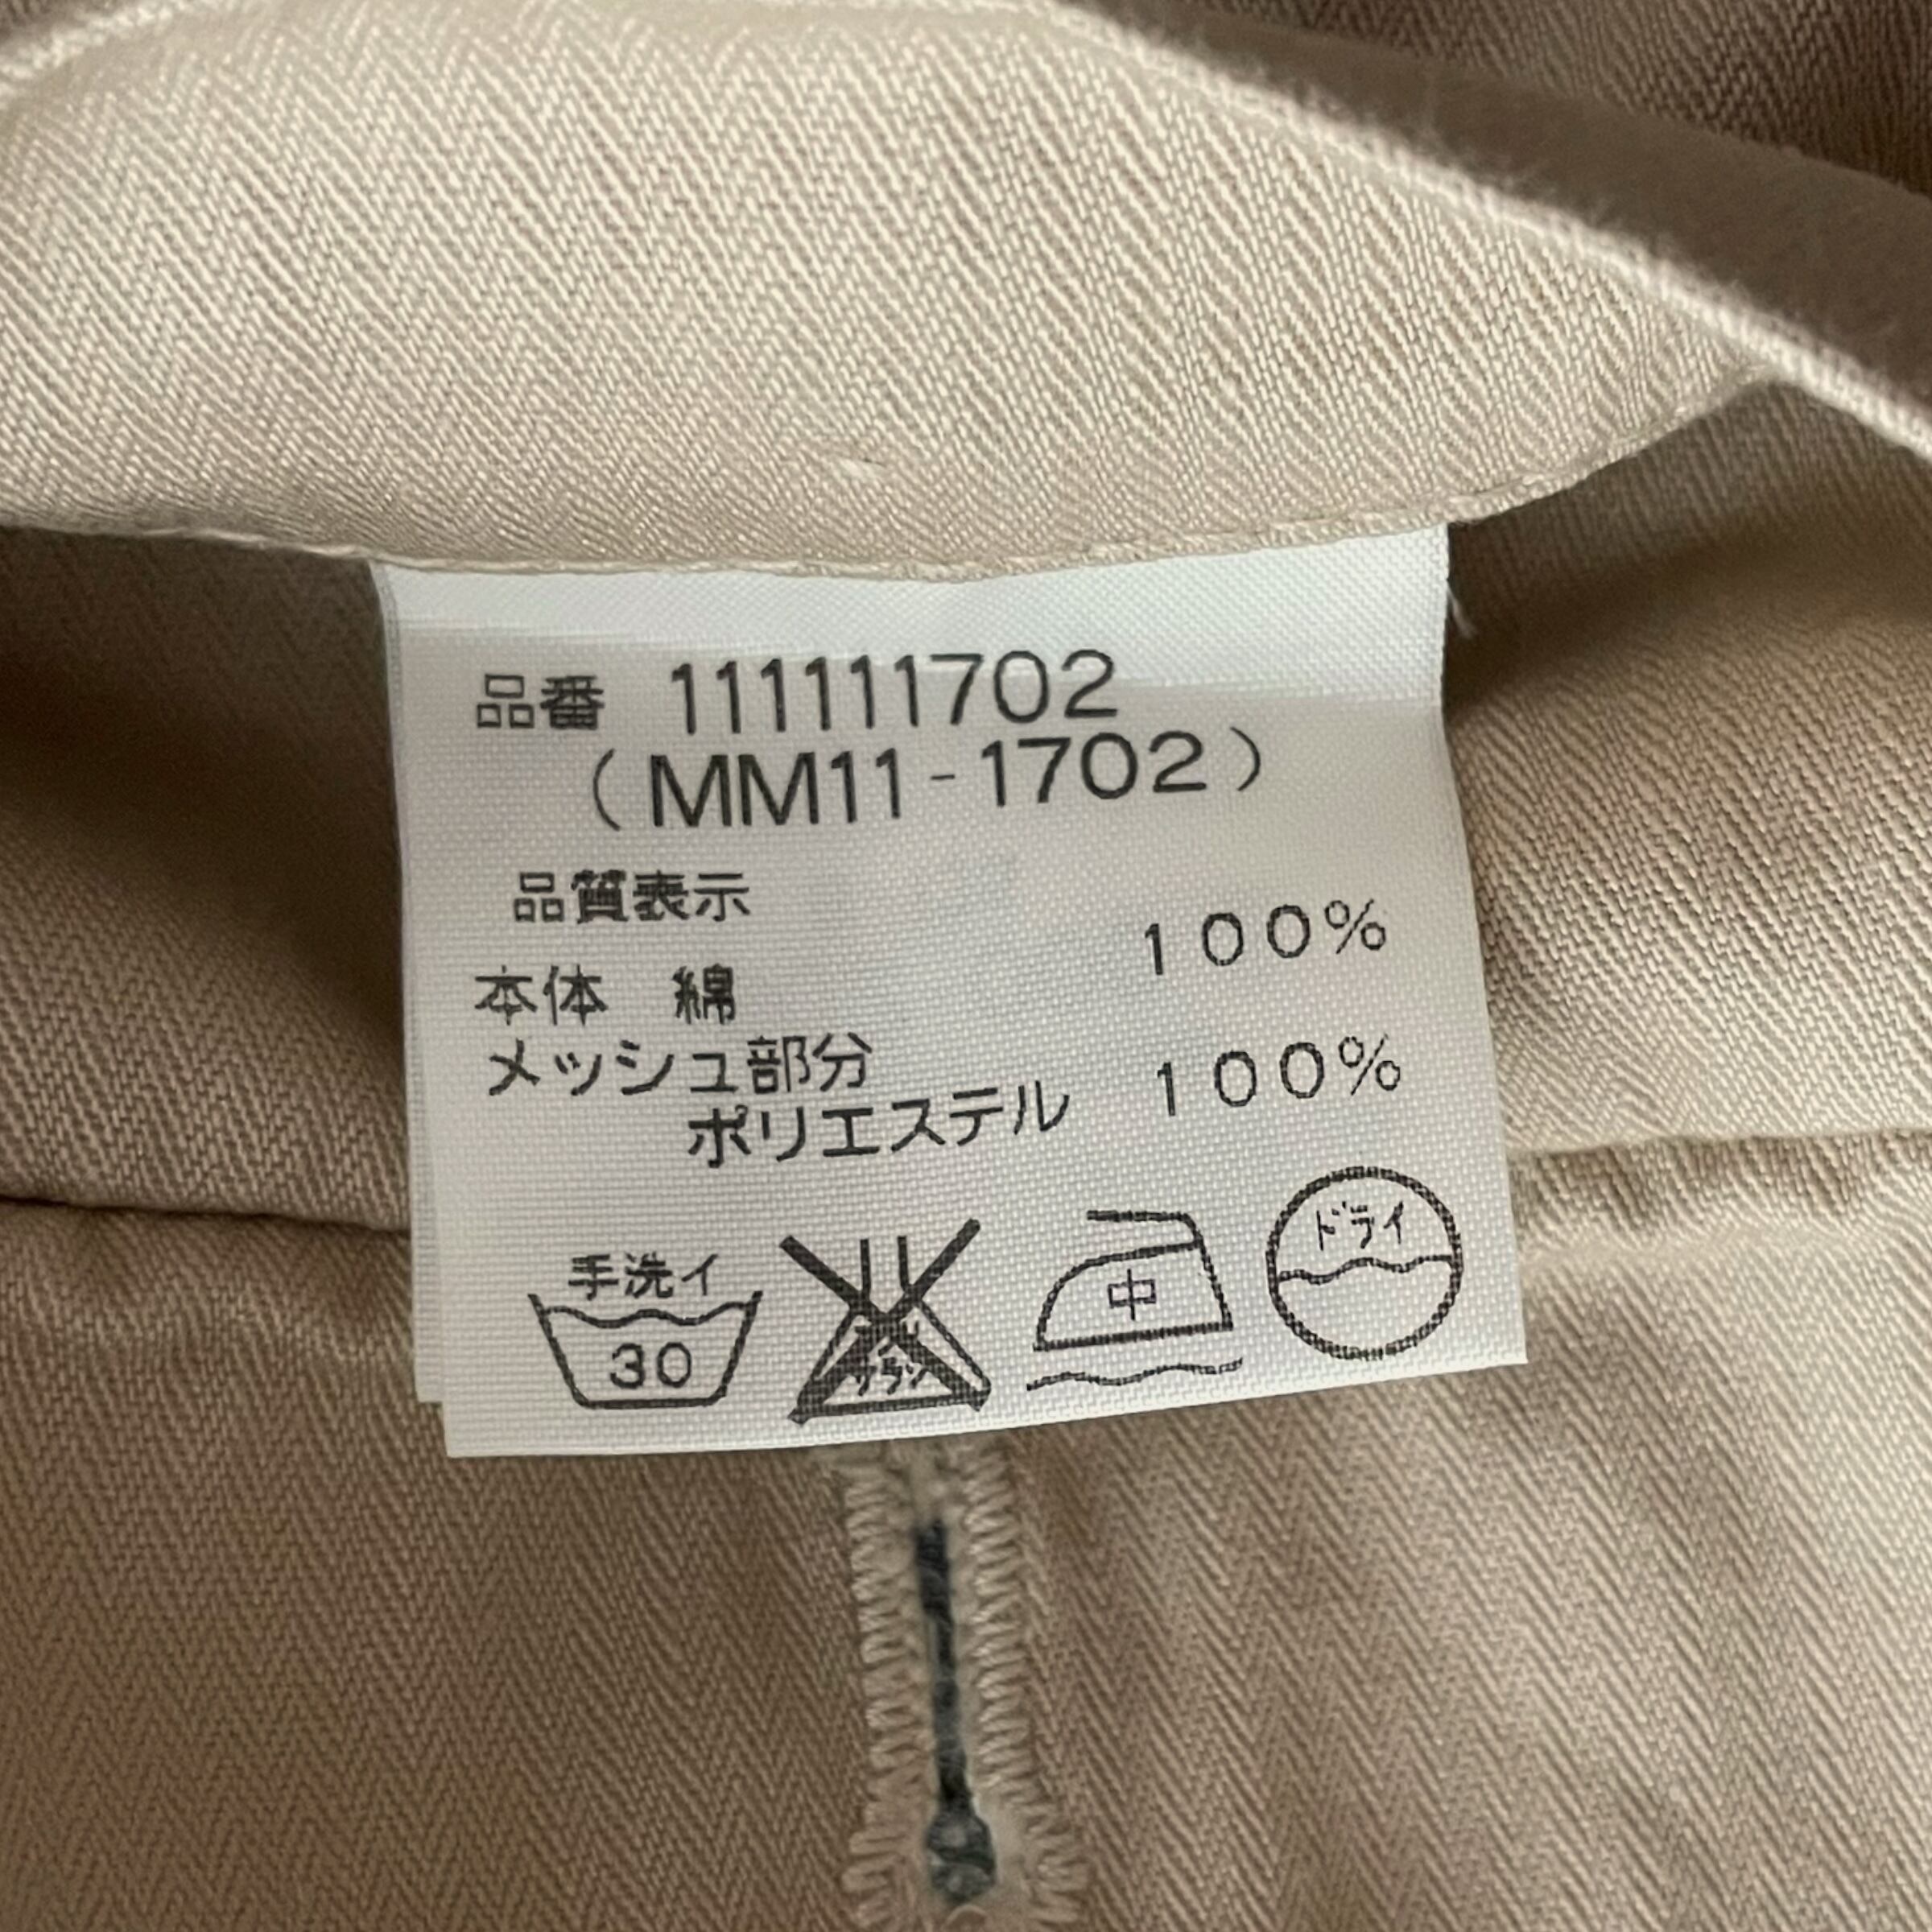 品番 111111702
(MM11-1702)
品質表示
本体 綿 100%
メッシュ部分
ポリエステル 100%
手洗イ
30
中
ドライ